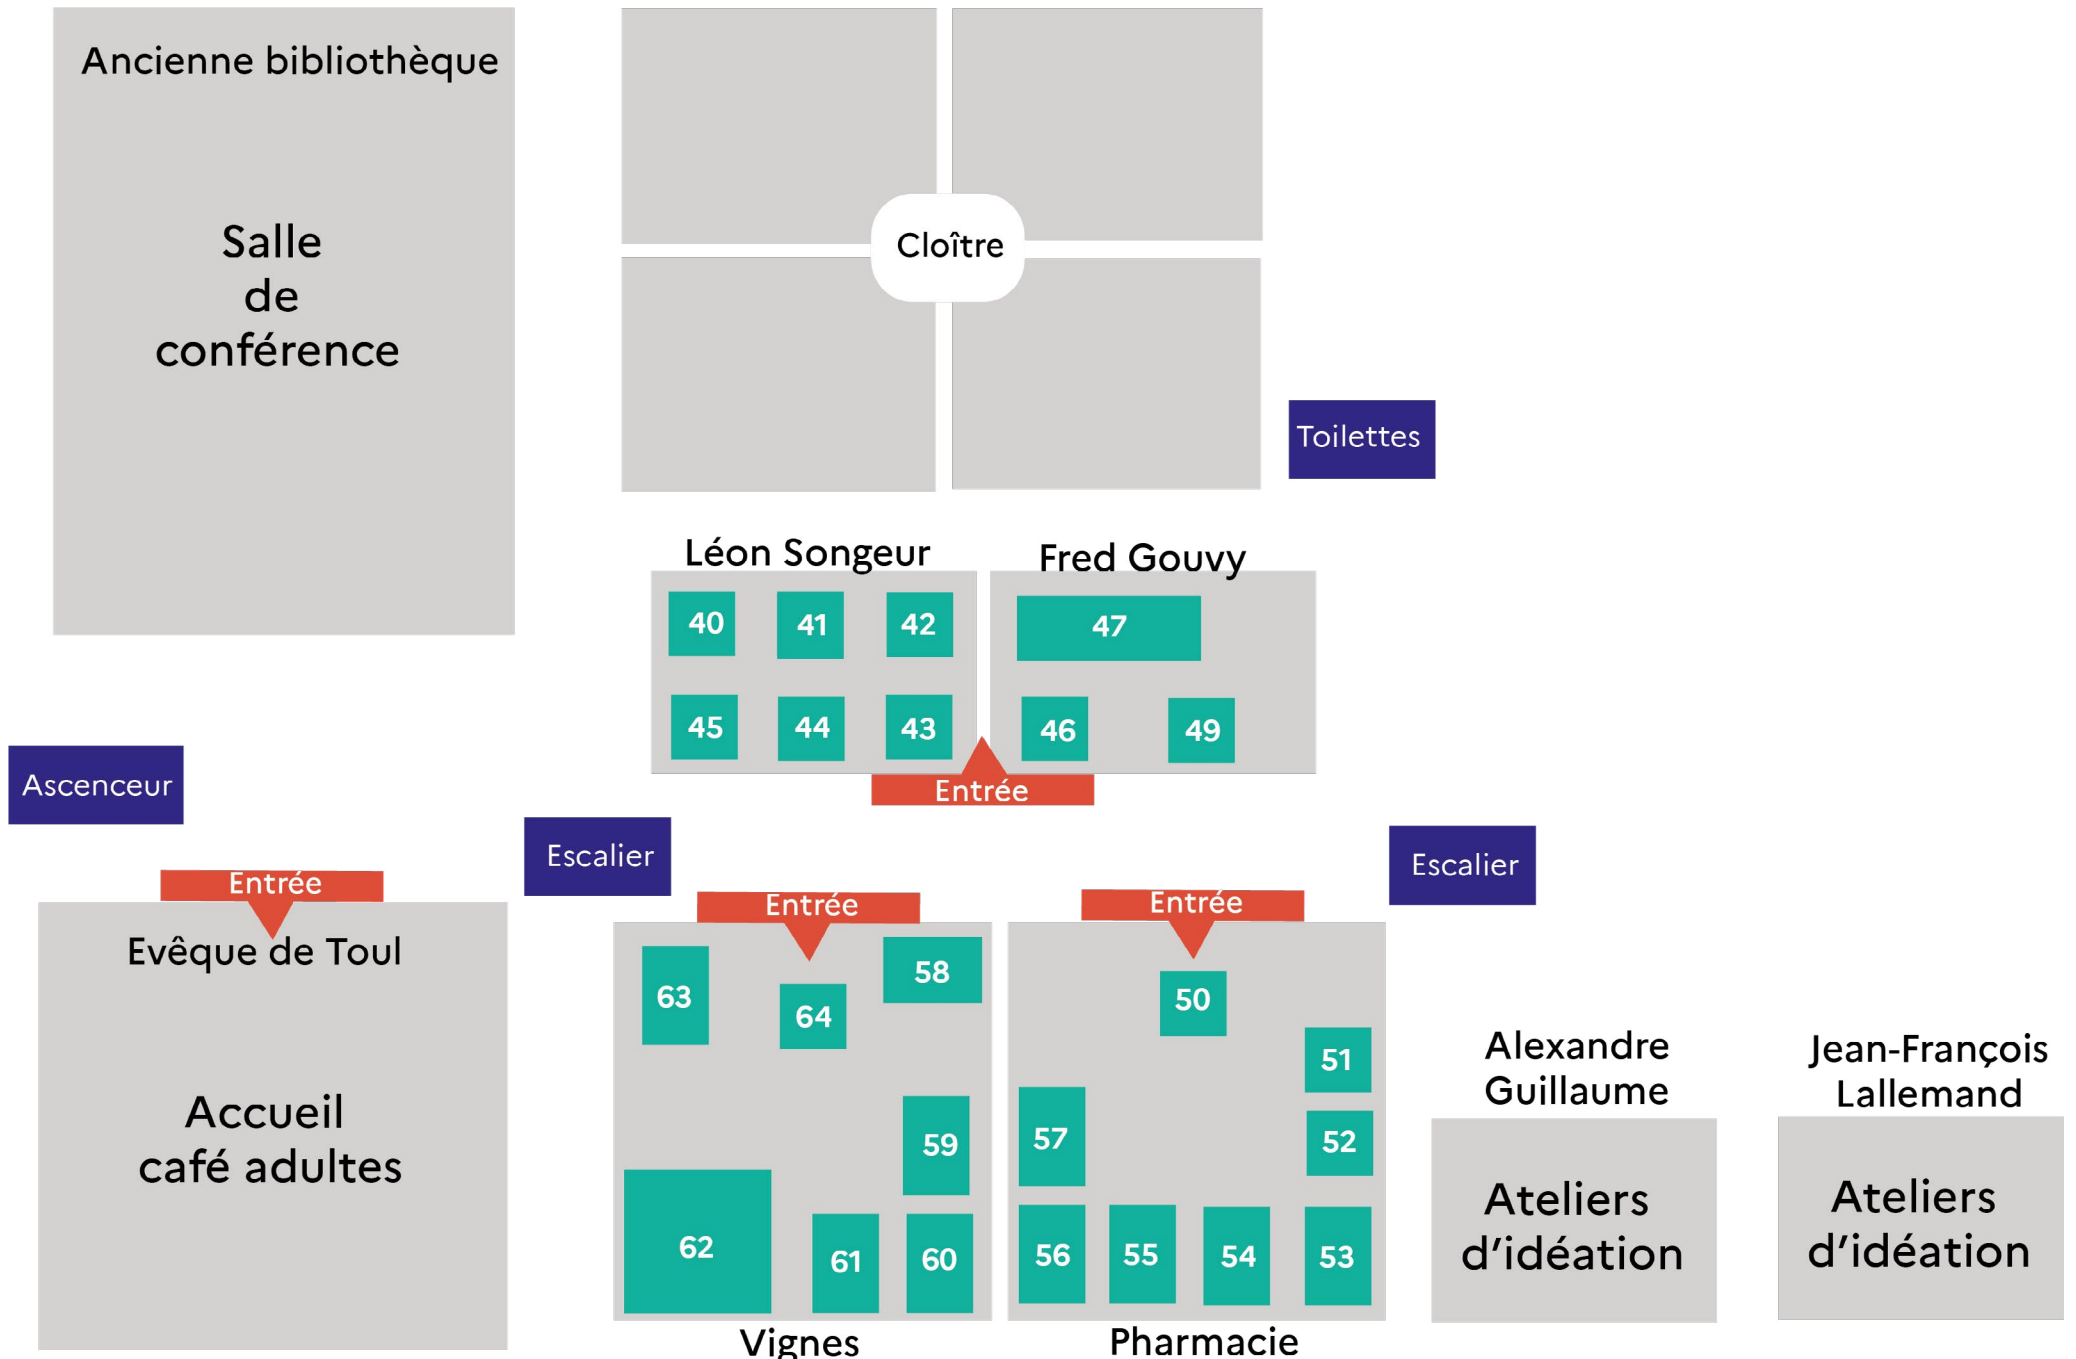 Ancienne bibliothèque
Salle
de
conférence
Cloître
Toilettes
Léon Songeur
Fred Gouvy
40
41
42
47
45
44
43
46
49
Entrée
Ascenceur
Escalier
Escalier
Entrée
Evêque de Toul
Accueil
café adultes
Entrée
63
64
58
59
62
61
60
Vignes
Entrée
50
51
57
52
56
55
54
53
Pharmacie
Alexandre
Guillaume
Ateliers
d’idéation
Jean-François
Lallemand
Ateliers
d’idéation